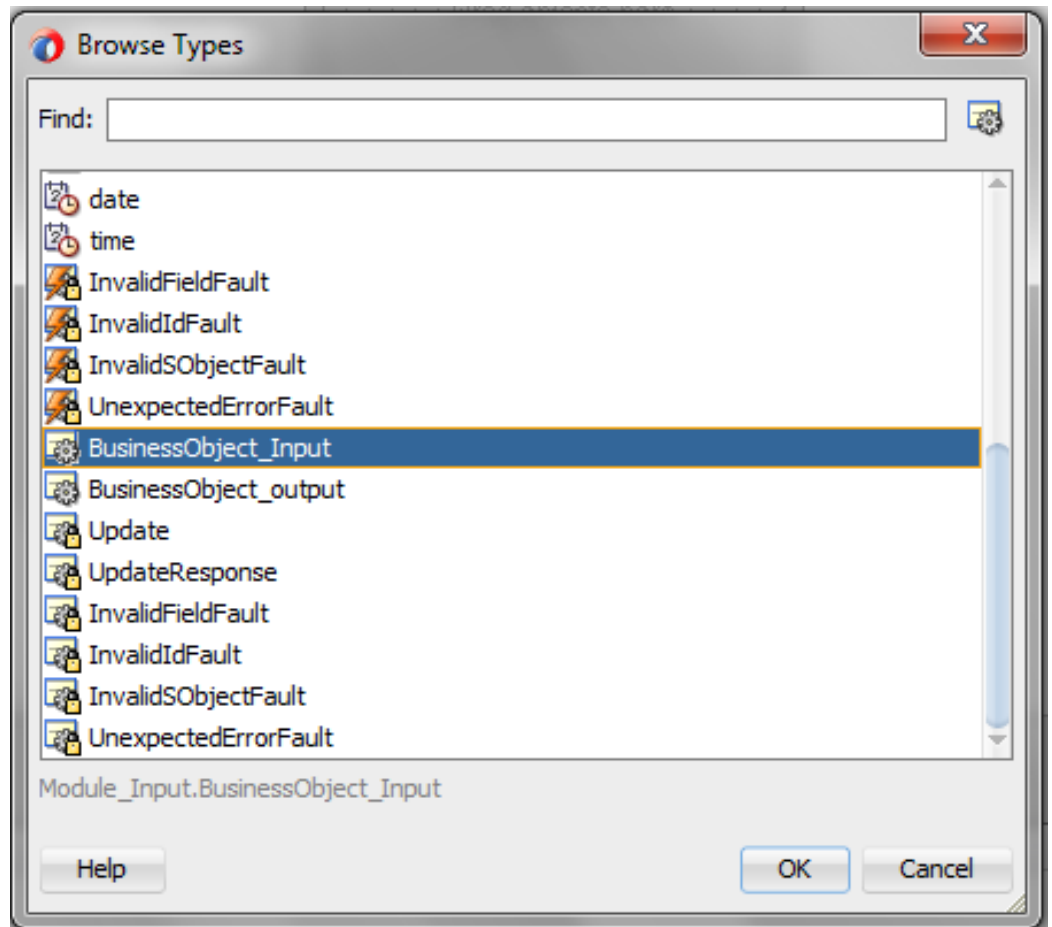 Browse Types
Find:
date
time
InvalidFieldFault
InvalidIdFault
InvalidSObjectFault
UnexpectedErrorFault
BusinessObject_Input
BusinessObject_output
Update
UpdateResponse
InvalidFieldFault
InvalidIdFault
InvalidSObjectFault
UnexpectedErrorFault
Module_Input.BusinessObject_Input
Help OK Cancel